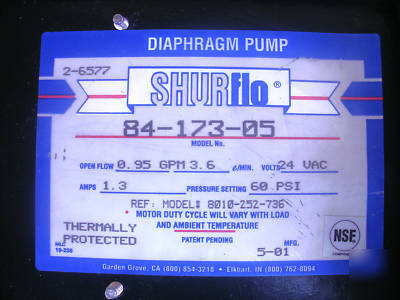 DIAPHRAGM PUMP
2-6577
SHURflo ®
84-173-05
MODEL No.
OPEN FLOW 0.95 GPM 3.6 ℓ/MIN. VOLTS 24 VAC
AMPS 1.3 PRESSURE SETTING 60 PSI
REF: MODEL# 8010-252-736
* MOTOR DUTY CYCLE WILL VARY WITH LOAD
AND AMBIENT TEMPERATURE
THERMALLY
PROTECTED
PATENT PENDING
MFG.
5-01
NSF
COMPONENT
Garden Grove, CA (800) 854-3218 • Elkhart, IN (800) 762-8094